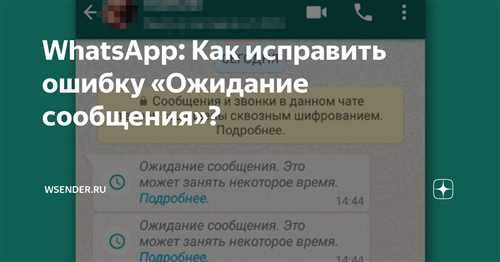 WhatsApp: Как исправить
ошибку «Ожидание
сообщения»?
СЕГОДНЯ
Сообщения и звонки в данном чате
сквозным шифрованием.
Подробнее.
Ожидание сообщения. Это
может занять некоторое время.
Подробнее.
14:44
WSENDER.RU
Ожидание сообщения. Это
может занять некоторое время.
Подробнее.
14:44